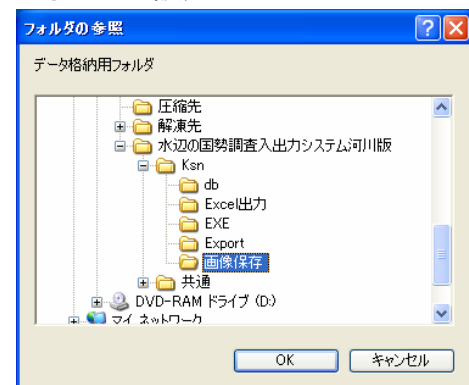 フォルダの参照
データ格納用フォルダ
圧縮先
解凍先
水辺の国勢調査入出力システム河川版
Ksn
db
Excel出力
EXE
Export
画像保存
共通
DVD-RAM ドライブ (D:)
マイ ネットワーク
OK
キャンセル